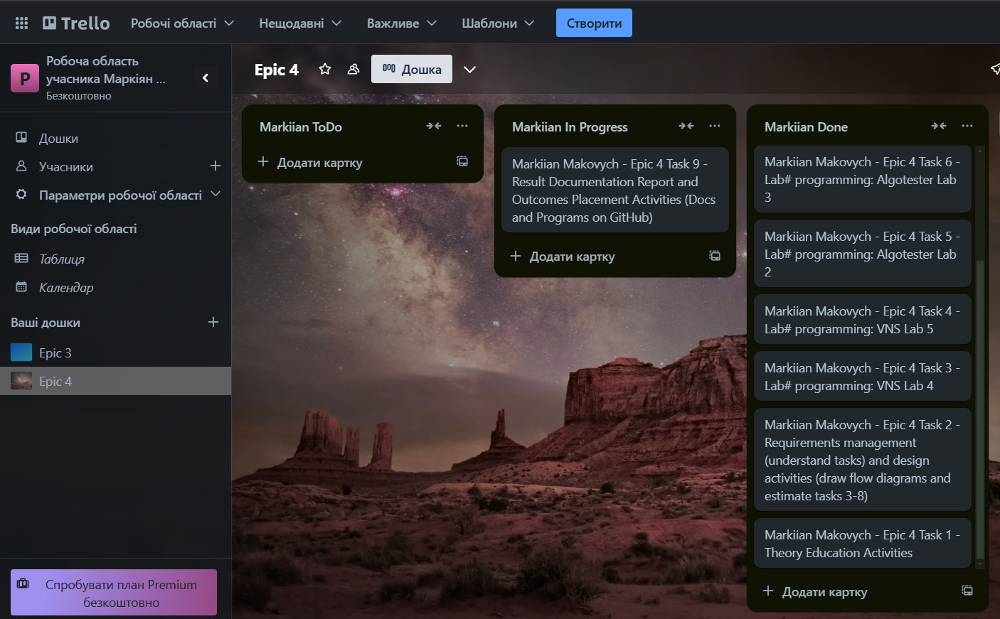 Trello
Робочі області
Нещодавні
Важливе
Шаблони
Створити
P
Робоча область
учасника Маркіян ...
Безкоштовно
Дошки
Учасники
Параметри робочої області
Види робочої області
Таблиця
Календар
Ваші дошки
Epic 3
Epic 4
Спробувати план Premium
безкоштовно
Epic 4
Дошка
Markiian ToDo
Додати картку
Markiian In Progress
Markiian Makovych - Epic 4 Task 9 -
Result Documentation Report and
Outcomes Placement Activities (Docs
and Programs on GitHub)
Додати картку
Markiian Done
Markiian Makovych - Epic 4 Task 6 -
Lab# programming: Algotester Lab
3
Markiian Makovych - Epic 4 Task 5 -
Lab# programming: Algotester Lab
2
Markiian Makovych - Epic 4 Task 4 -
Lab# programming: VNS Lab 5
Markiian Makovych - Epic 4 Task 3 -
Lab# programming: VNS Lab 4
Markiian Makovych - Epic 4 Task 2 -
Requirements management
(understand tasks) and design
activities (draw flow diagrams and
estimate tasks 3-8)
Markiian Makovych - Epic 4 Task 1 -
Theory Education Activities
Додати картку